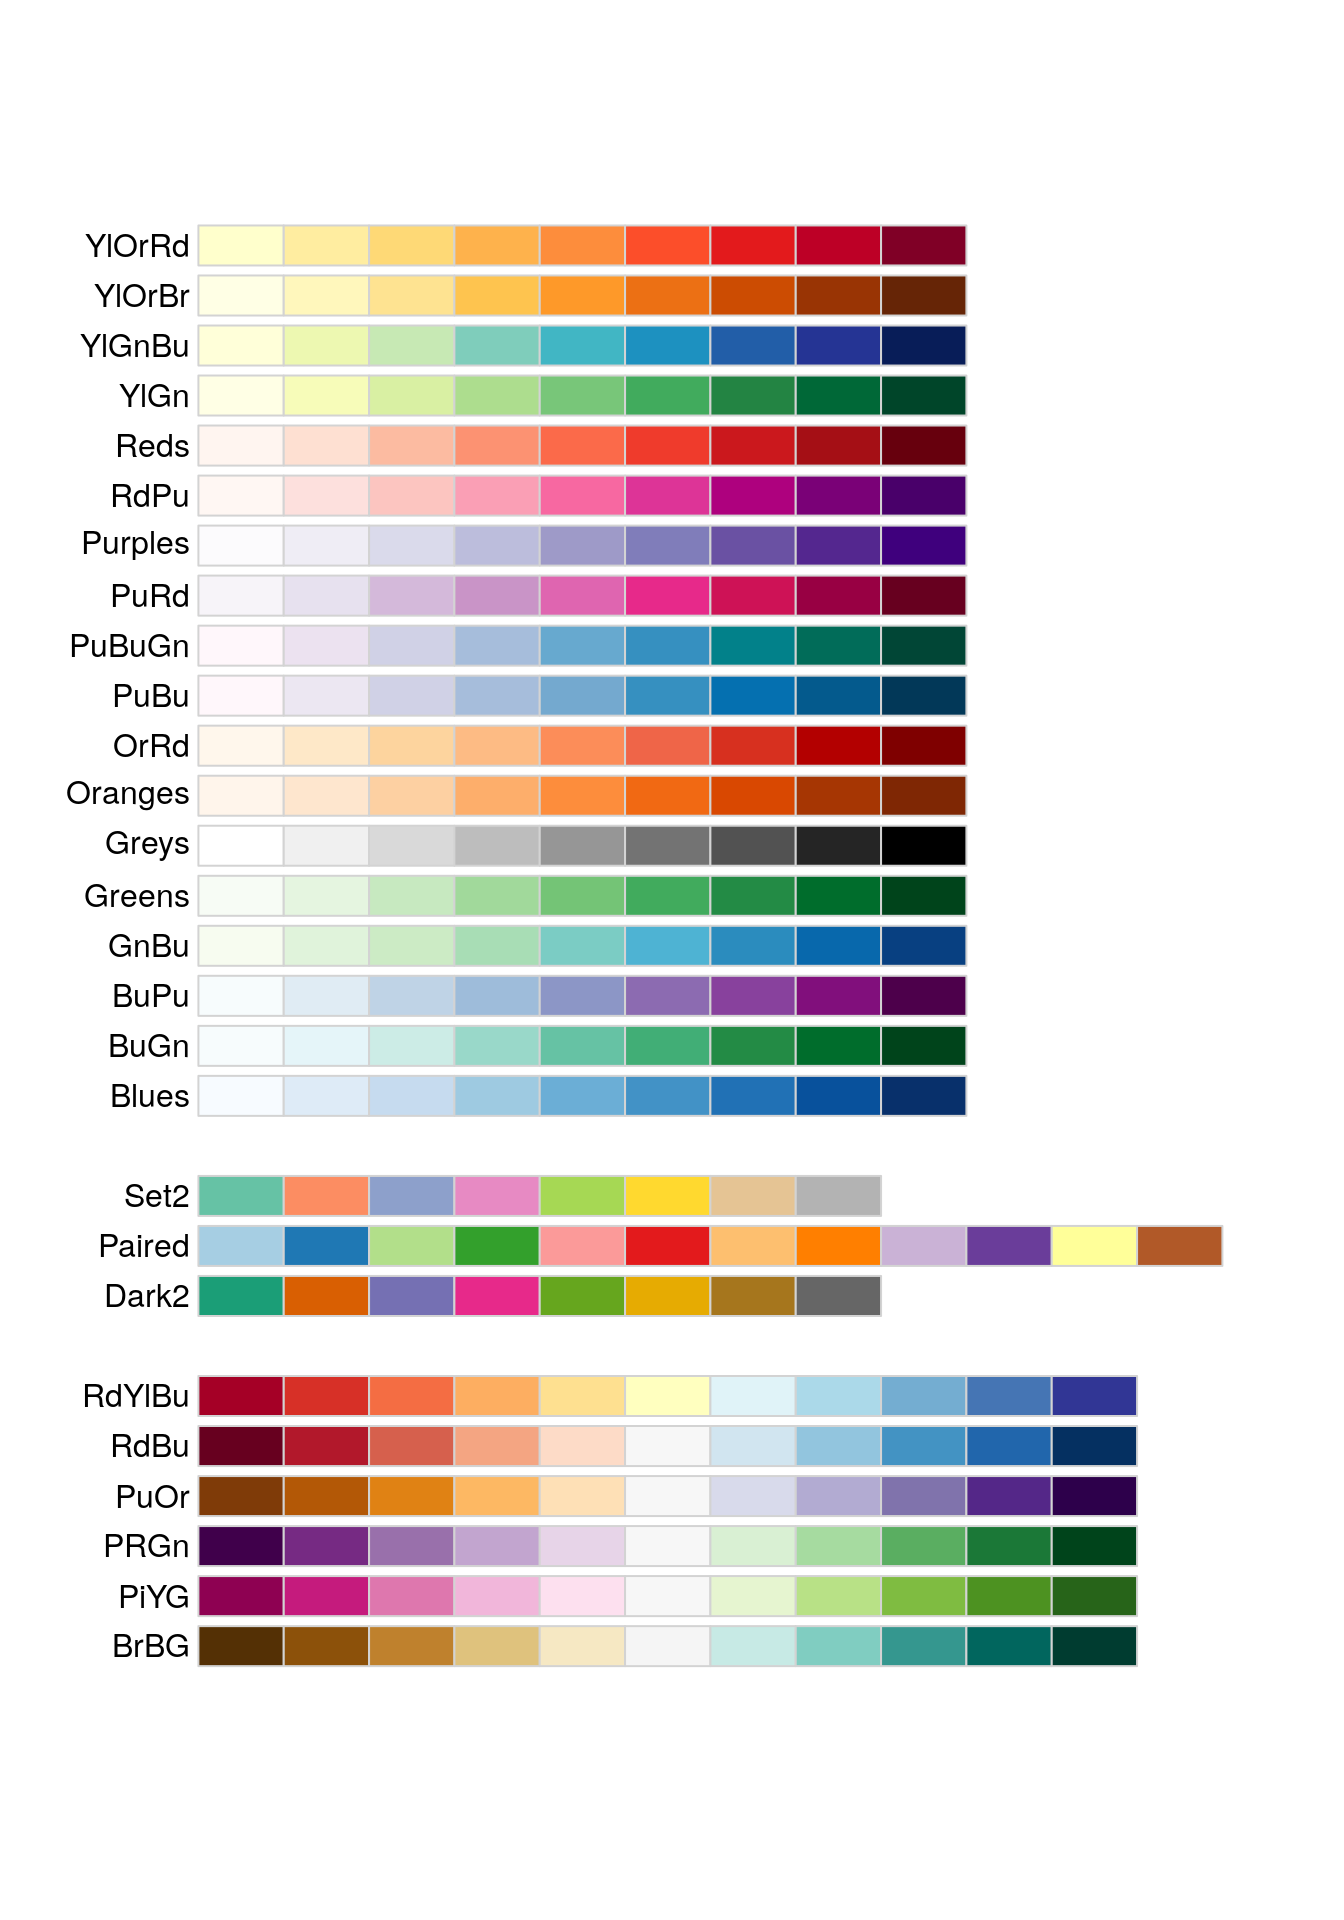 YlOrRd
YlOrBr
YlGnBu
YlGn
Reds
RdPu
Purples
PuRd
PuBuGn
PuBu
OrRd
Oranges
Greys
Greens
GnBu
BuPu
BuGn
Blues
Set2
Paired
Dark2
RdYlBu
RdBu
PuOr
PRGn
PiYG
BrBG